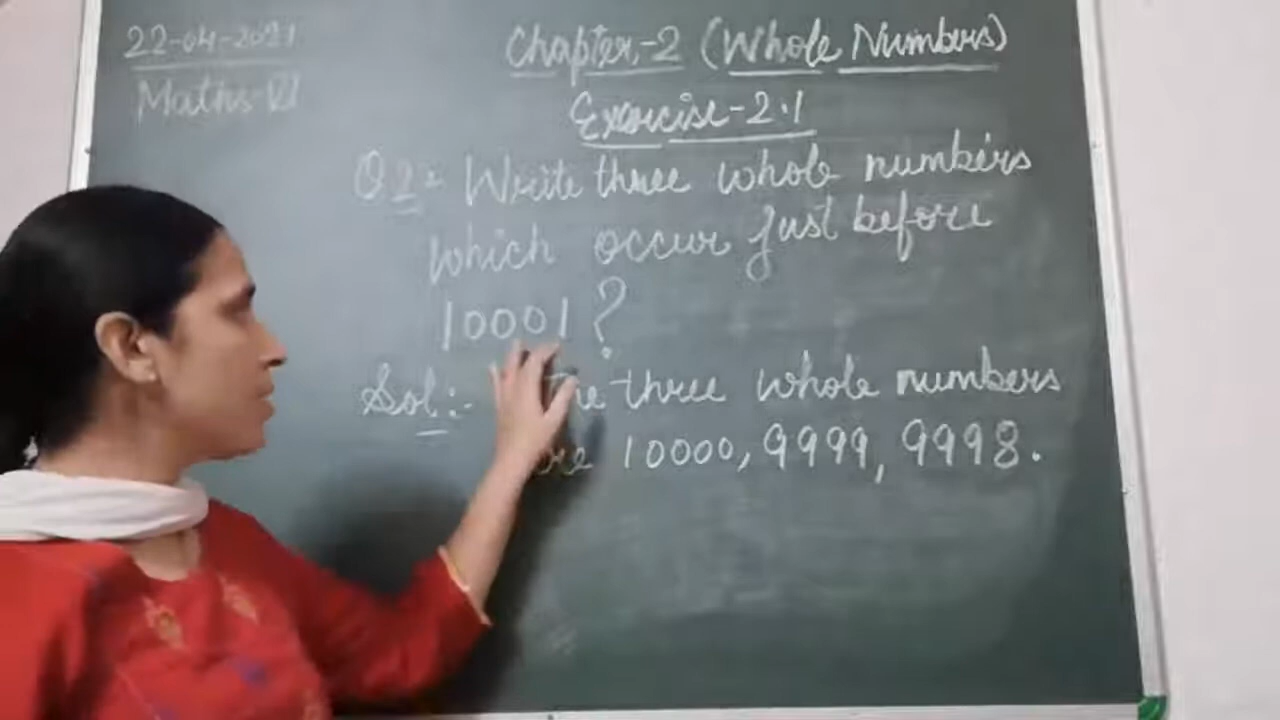 22-04-2021
Maths-VI
Chapter-2 (Whole Numbers)
Exercise-2.1
Q2:- Write three whole numbers
which occur just before
10001?
Sol:- The three whole numbers
are 10000, 9999, 9998.